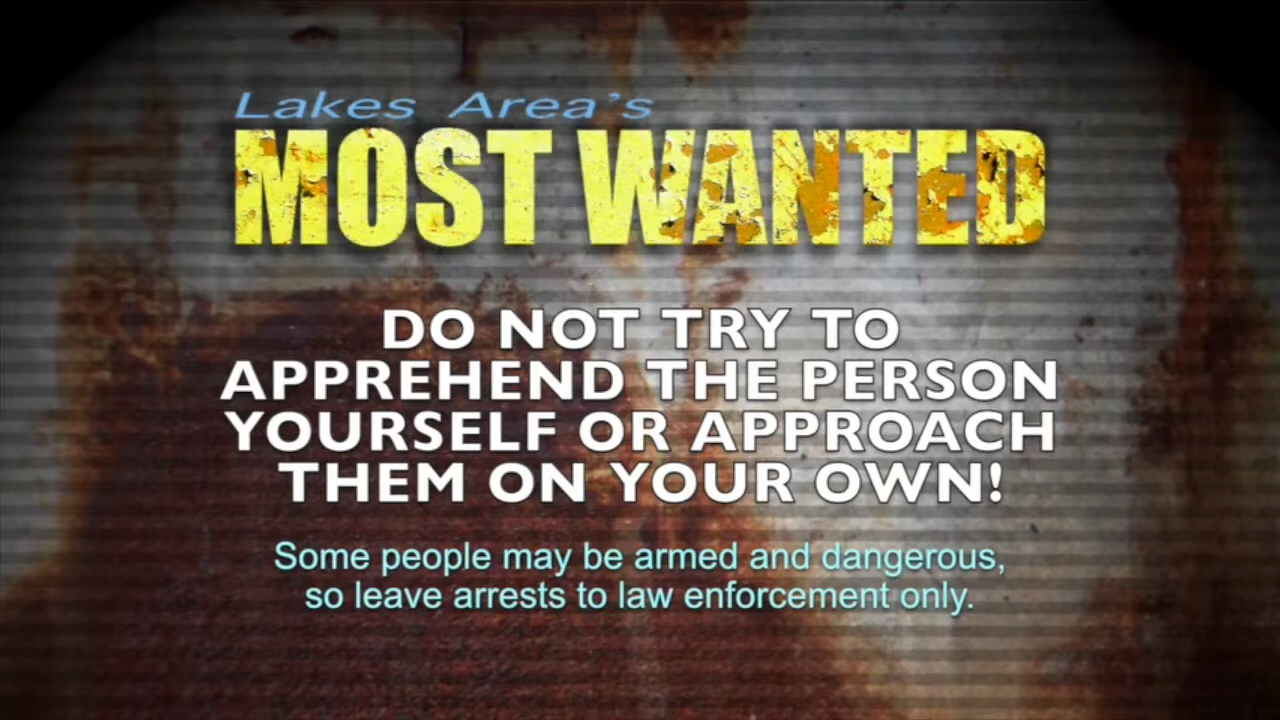 Lakes Area's
MOST WANTED
DO NOT TRY TO
APPREHEND THE PERSON
YOURSELF OR APPROACH
THEM ON YOUR OWN!
Some people may be armed and dangerous,
so leave arrests to law enforcement only.